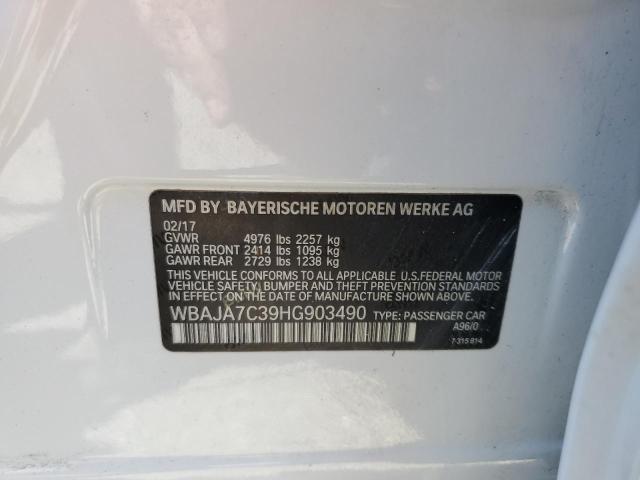 MFD BY BAYERISCHE MOTOREN WERKE AG
02/17
GVWR 4976 lbs 2257 kg
GAWR FRONT 2414 lbs 1095 kg
GAWR REAR 2729 lbs 1238 kg
THIS VEHICLE CONFORMS TO ALL APPLICABLE U.S.FEDERAL MOTOR
VEHICLE SAFETY, BUMPER AND THEFT PREVENTION STANDARDS
IN EFFECT ON THE DATE OF MANUFACTURE SHOWN ABOVE.
WBAJA7C39HG903490 TYPE: PASSENGER CAR
A96/0
7 315 814